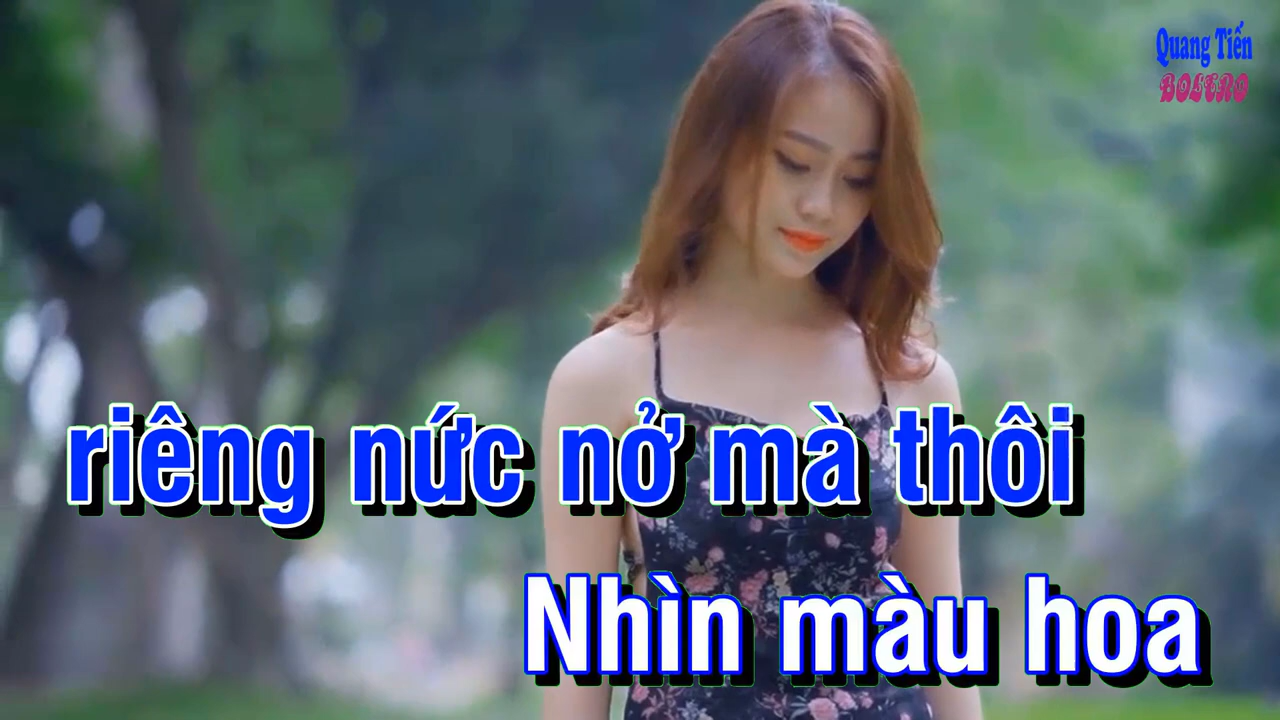 Quang Tiến
BOLERO
riêng nức nở mà thôi
Nhìn màu hoa